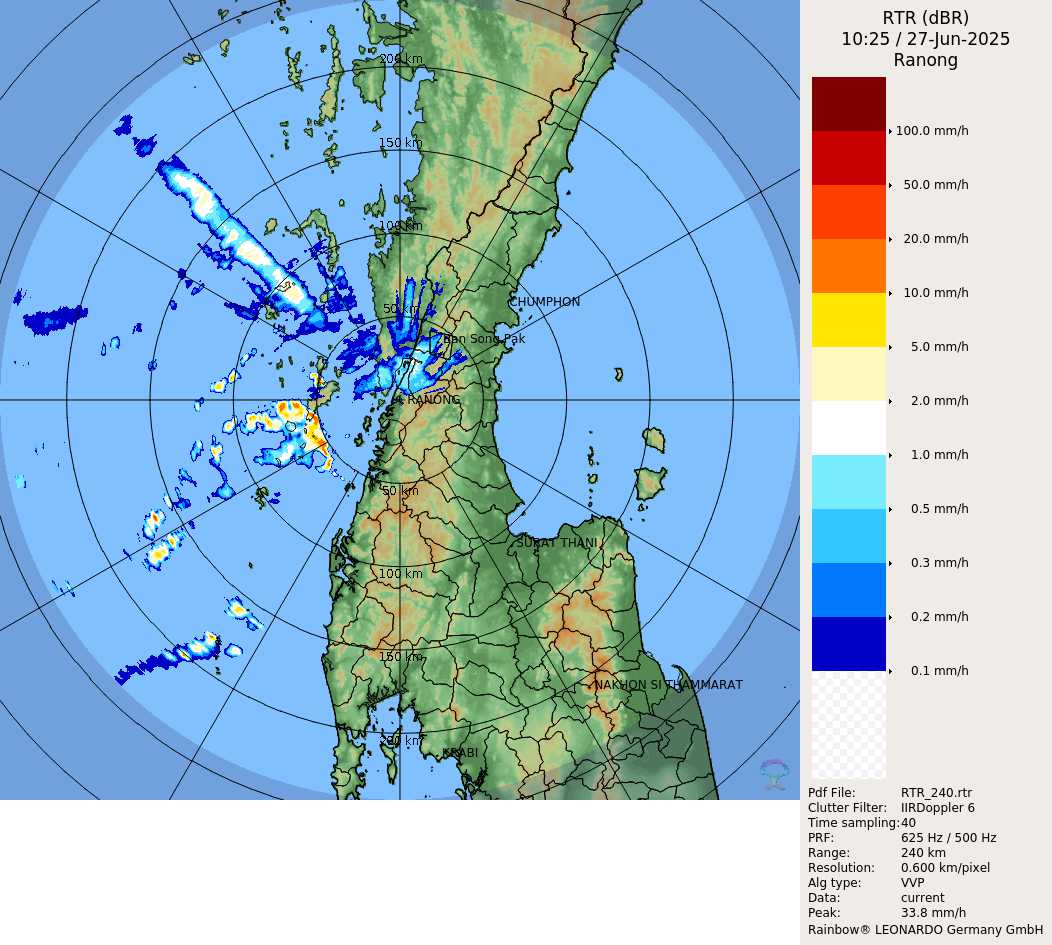 RTR (dBR)
10:25 / 27-Jun-2025
Ranong
200 km
150 km
100 km
50 km
CHUMPHON
Ban Song Pak
RANONG
50 km
SURAT THANI
100 km
150 km
NAKHON SI THAMMARAT
200 km
KRABI
100.0 mm/h
50.0 mm/h
20.0 mm/h
10.0 mm/h
5.0 mm/h
2.0 mm/h
1.0 mm/h
0.5 mm/h
0.3 mm/h
0.2 mm/h
0.1 mm/h
Pdf File: RTR_240.rtr
Clutter Filter: IIRDoppler 6
Time sampling: 40
PRF: 625 Hz / 500 Hz
Range: 240 km
Resolution: 0.600 km/pixel
Alg type: VVP
Data: current
Peak: 33.8 mm/h
Rainbow® LEONARDO Germany GmbH